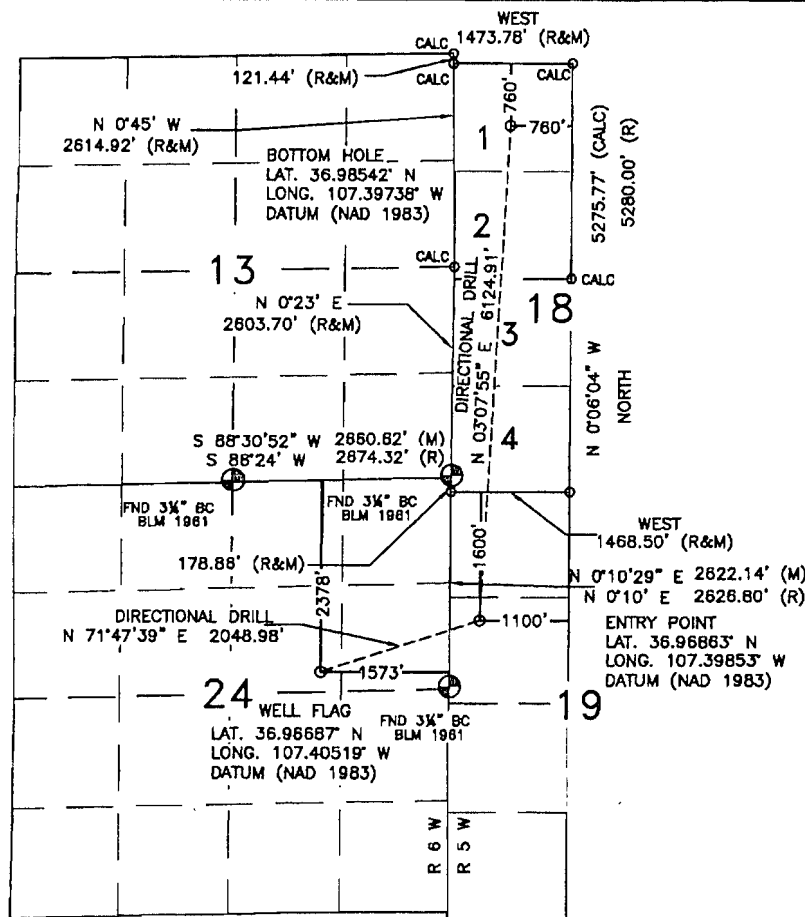 WEST
1473.78' (R&M)
CALC
121.44' (R&M)
CALC
CALC
760'
760'
N 0°45' W
2614.92' (R&M)
1
BOTTOM HOLE
LAT. 36.98542° N
LONG. 107.39738° W
DATUM (NAD 1983)
5275.77' (CALC)
5280.00' (R)
2
13
CALC
CALC
DIRECTIONAL DRILL
N 03°07'55" E 6124.91'
18
N 0°23' E
2603.70' (R&M)
3
N 0°06'04" W
NORTH
4
S 88°30'52" W 2660.62' (M)
S 88°24' W 2674.32' (R)
FND 3¼" BC
BLM 1961
FND 3¼" BC
BLM 1961
WEST
1468.50' (R&M)
178.88' (R&M)
1600'
2378'
N 0°10'29" E 2622.14' (M)
N 0°10' E 2626.80' (R)
DIRECTIONAL DRILL
N 71°47'39" E 2048.98'
1100'
ENTRY POINT
LAT. 36.96863° N
LONG. 107.39853° W
DATUM (NAD 1983)
1573'
24
19
WELL FLAG
LAT. 36.96687° N
LONG. 107.40519° W
DATUM (NAD 1983)
FND 3¼" BC
BLM 1961
R 6 W
R 5 W